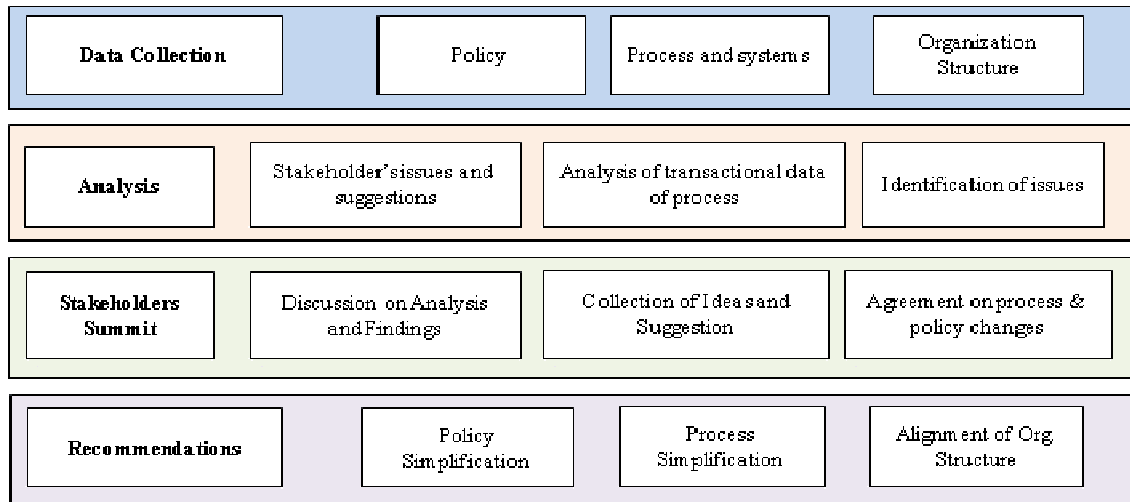 Data Collection
Policy
Process and systems
Organization
Structure
Analysis
Stakeholder's issues and
suggestions
Analysis of transactional data
of process
Identification of issues
Stakeholders
Summit
Discussion on Analysis
and Findings
Collection of Ideas and
Suggestion
Agreement on process &
policy changes
Recommendations
Policy
Simplification
Process
Simplification
Alignment of Org.
Structure